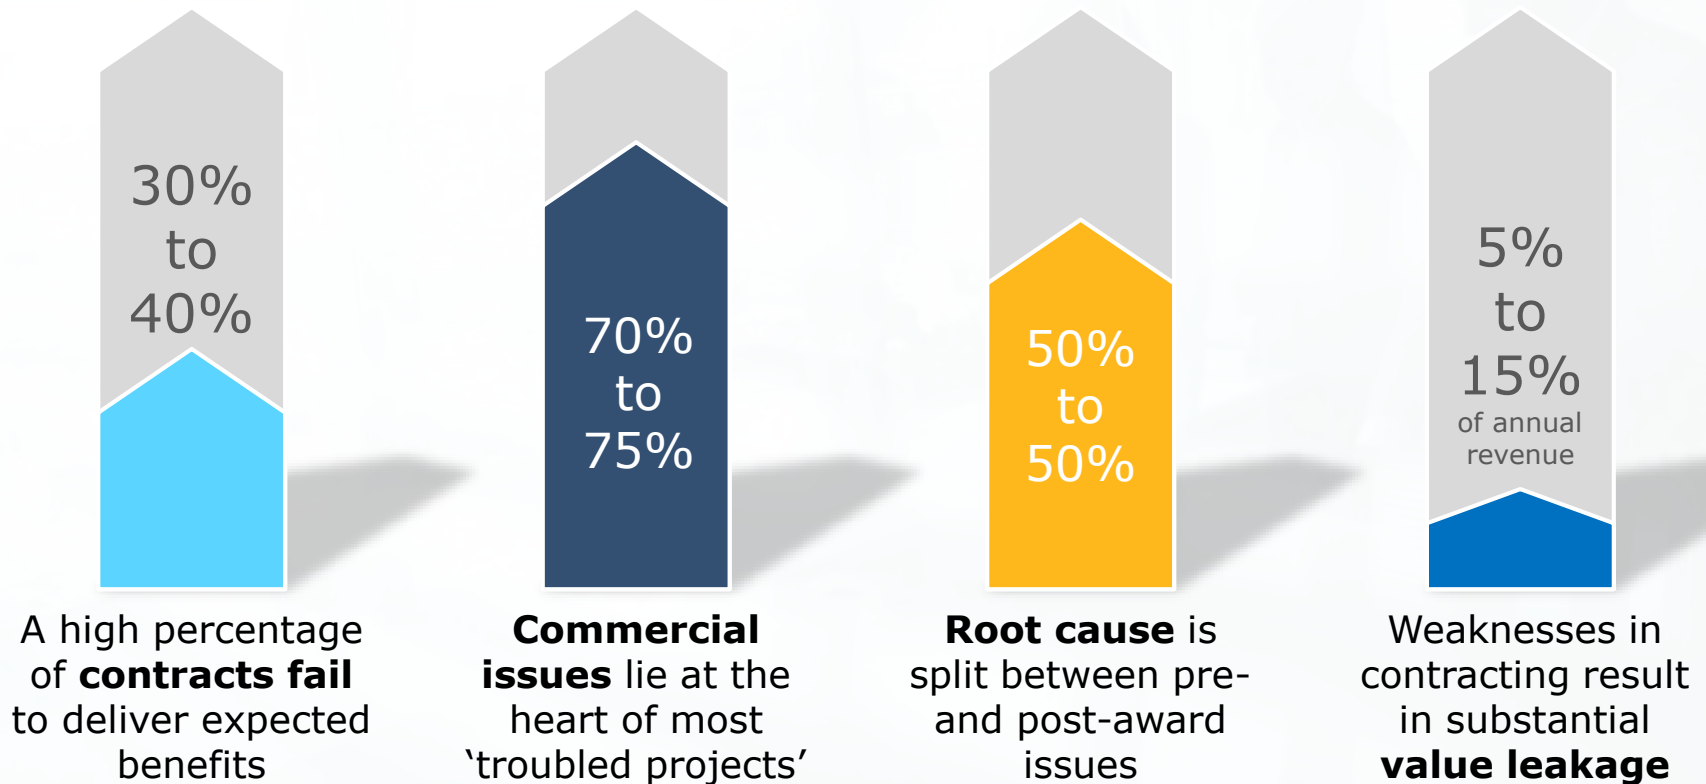 30%
to
40%
A high percentage
of contracts fail
to deliver expected
benefits
70%
to
75%
Commercial
issues lie at the
heart of most
‘troubled projects’
50%
to
50%
Root cause is
split between pre-
and post-award
issues
5%
to
15%
of annual
revenue
Weaknesses in
contracting result
in substantial
value leakage